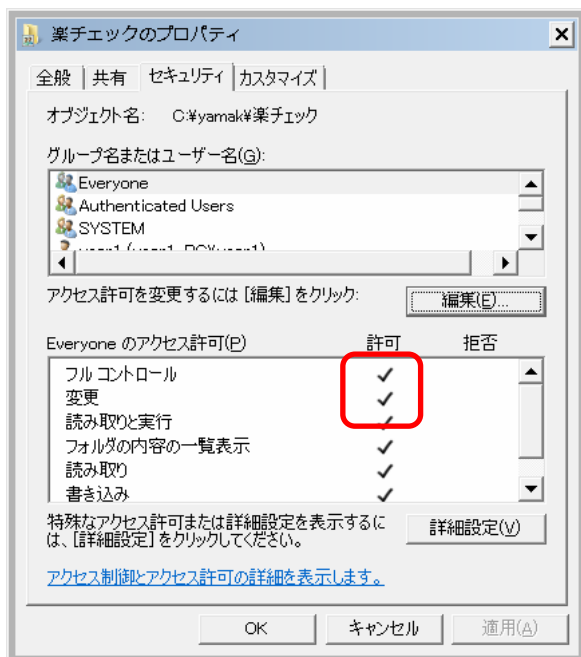 楽チェックのプロパティ
全般 共有 セキュリティ カスタマイズ
オブジェクト名: C:¥yamak¥楽チェック
グループ名またはユーザー名(G):
Everyone
Authenticated Users
SYSTEM
アクセス許可を変更するには [編集] をクリック: 編集(E)...
Everyone のアクセス許可(P) 許可 拒否
フル コントロール
変更
読み取りと実行
フォルダの内容の一覧表示
読み取り
書き込み
特殊なアクセス許可または詳細設定を表示するに
は、[詳細設定] をクリックしてください。 詳細設定(V)
アクセス制御とアクセス許可の詳細を表示します。
OK キャンセル 適用(A)